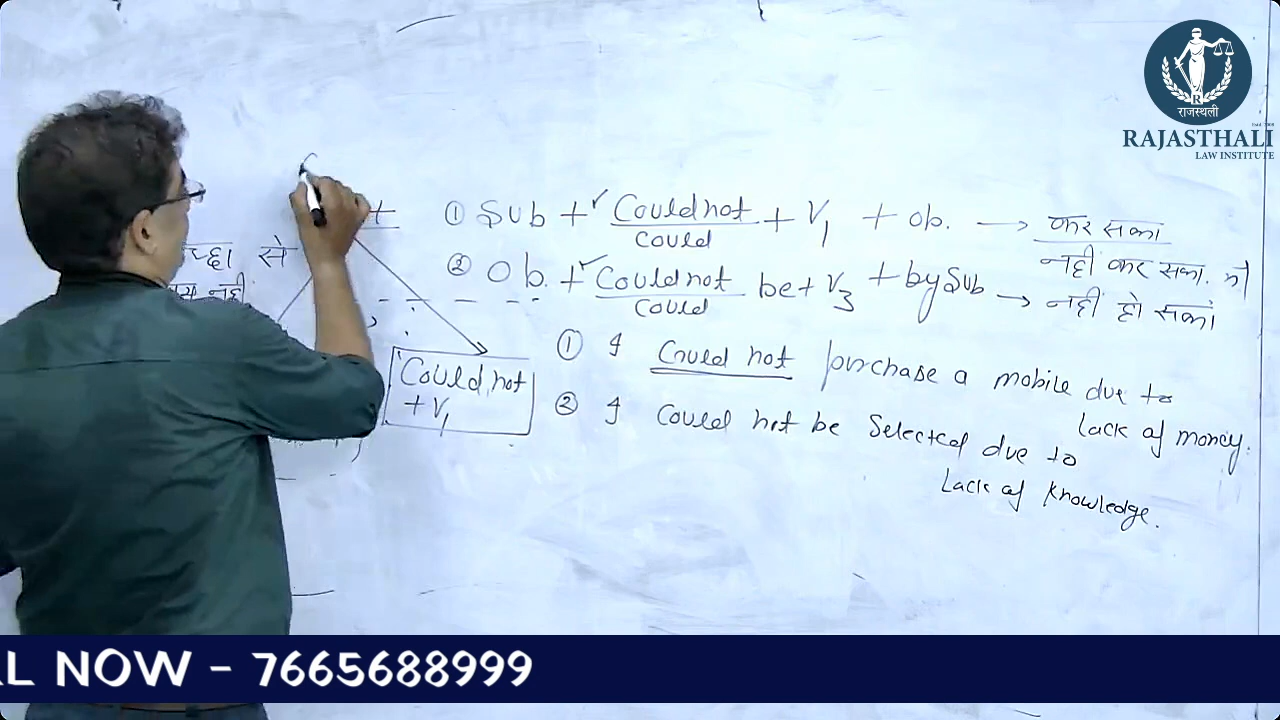 राजस्थली
RAJASTHALI
LAW INSTITUTE
① Sub + Could not / could + V1 + ob. → कर सका
नहीं कर सका.
② Ob. + Could not / could be + V3 + by Sub → नहीं हो सका
से
नहीं
Could not
+ V1
① I Could not purchase a mobile due to
lack of money.
② I Could not be Selected due to
Lack of Knowledge.
L NOW - 7665688999